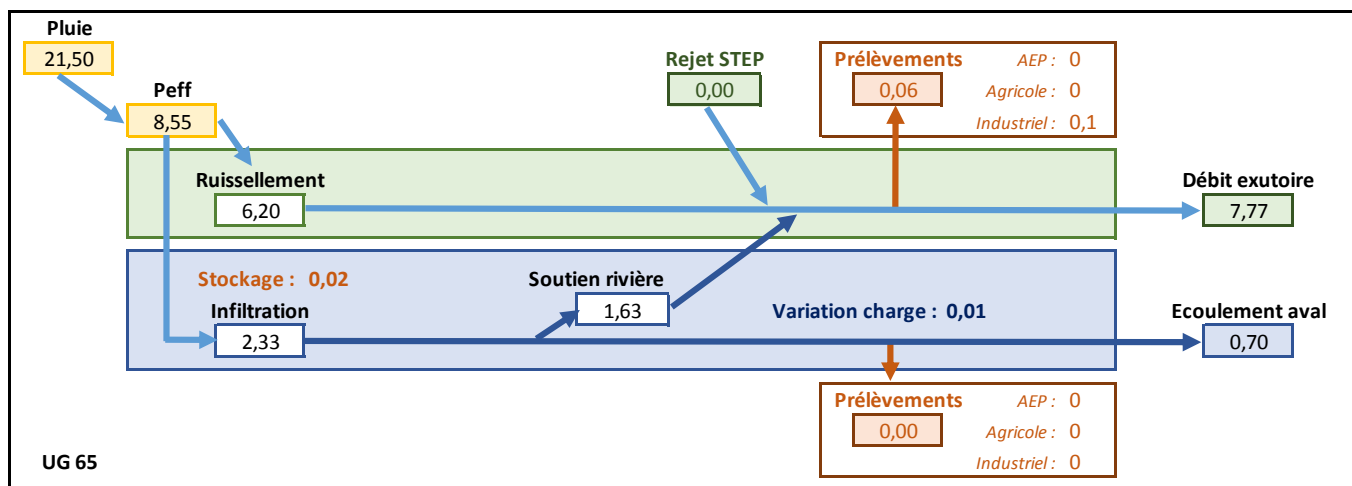 Pluie
21,50
Peff
8,55
Rejet STEP
0,00
Prélèvements
0,06
AEP : 0
Agricole : 0
Industriel : 0,1
Ruissellement
6,20
Débit exutoire
7,77
Stockage : 0,02
Infiltration
2,33
Soutien rivière
1,63
Variation charge : 0,01
Ecoulement aval
0,70
Prélèvements
0,00
AEP : 0
Agricole : 0
Industriel : 0
UG 65